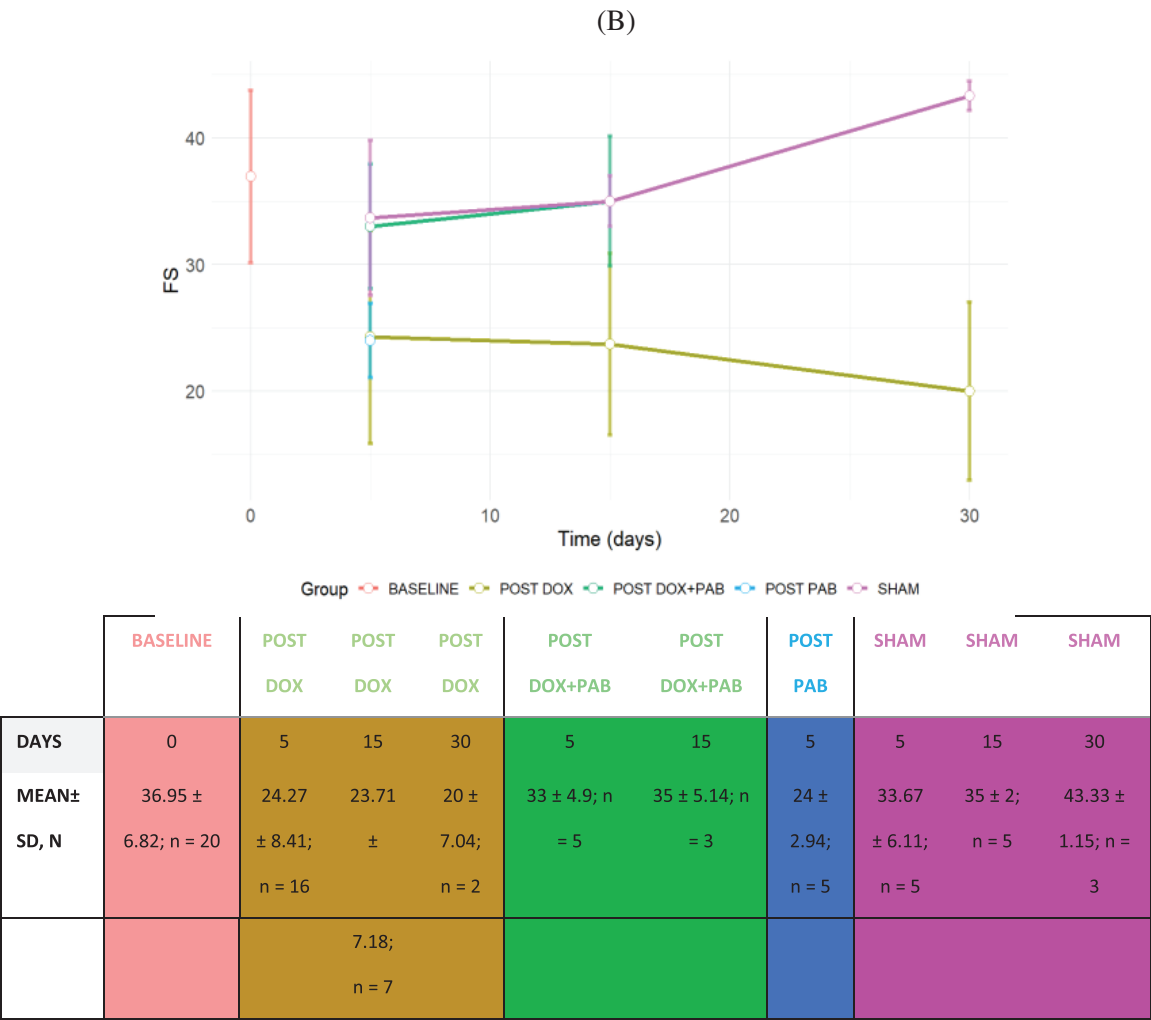 (B)
40
30
20
FS
0 10 20 30
Time (days)
Group BASELINE POST DOX POST DOX+PAB POST PAB SHAM
BASELINE POST POST POST POST POST POST SHAM SHAM SHAM
DOX DOX DOX DOX+PAB DOX+PAB PAB
DAYS 0 5 15 30 5 15 5 5 15 30
MEAN± 36.95 ± 24.27 23.71 20 ± 33 ± 4.9; n 35 ± 5.14; n 24 ± 33.67 35 ± 2; 43.33 ±
SD, N 6.82; n = 20 ± 8.41; ± 7.04; = 5 = 3 2.94; ± 6.11; n = 5 1.15; n =
n = 16 n = 2 n = 5 n = 5 3
7.18;
n = 7